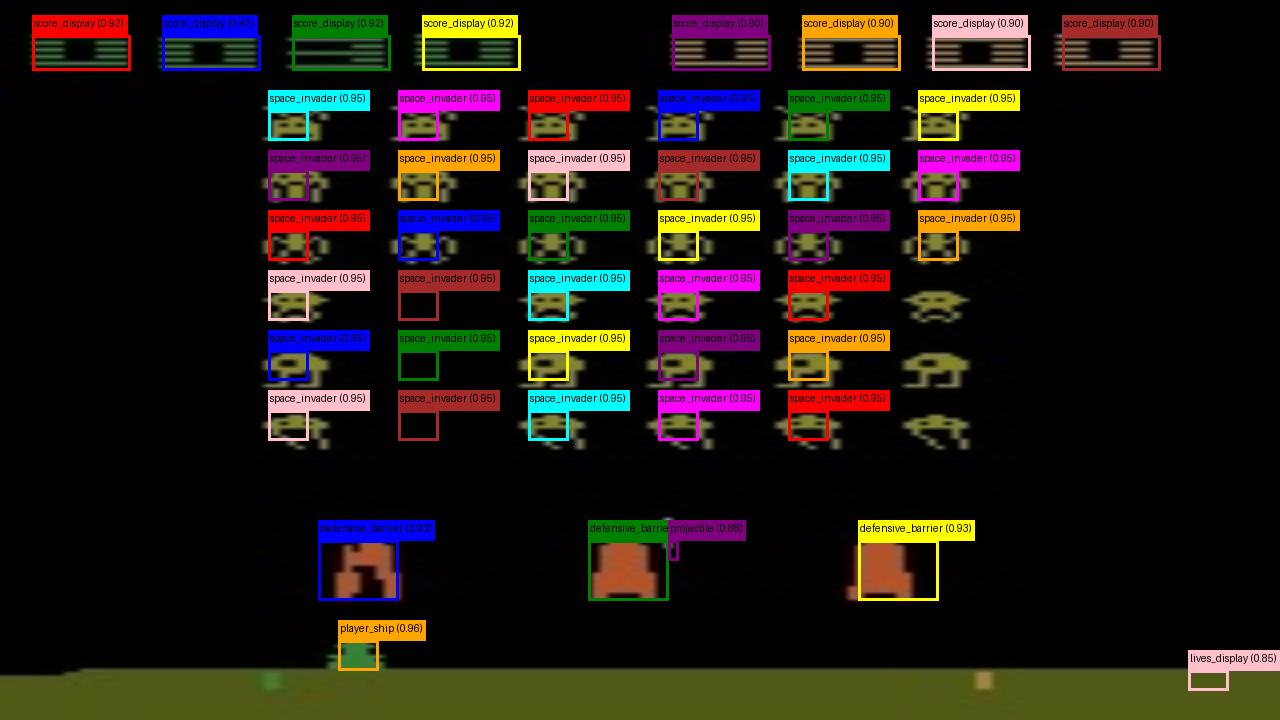 score_display (0.92) score_display (0.92) score_display (0.92) score_display (0.92) score_display (0.90) score_display (0.90) score_display (0.90) score_display (0.90)
space_invader (0.95) space_invader (0.95) space_invader (0.95) space_invader (0.95) space_invader (0.95) space_invader (0.95)
space_invader (0.95) space_invader (0.95) space_invader (0.95) space_invader (0.95) space_invader (0.95) space_invader (0.95)
space_invader (0.95) space_invader (0.95) space_invader (0.95) space_invader (0.95) space_invader (0.95) space_invader (0.95)
space_invader (0.95) space_invader (0.95) space_invader (0.95) space_invader (0.95) space_invader (0.95)
space_invader (0.95) space_invader (0.95) space_invader (0.95) space_invader (0.95) space_invader (0.95)
space_invader (0.95) space_invader (0.95) space_invader (0.95) space_invader (0.95) space_invader (0.95)
defensive_barrier (0.93) defensive_barrie projectile (0.88) defensive_barrier (0.93)
player_ship (0.96)
lives_display (0.85)